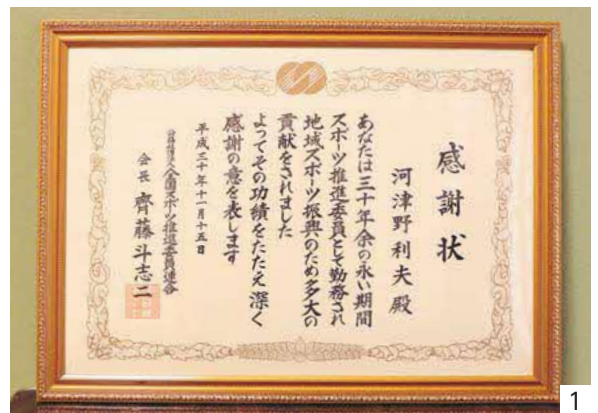 感謝状
河津野利夫殿
あなたは三十年余の永い期間
スポーツ推進委員として勤務され
地域スポーツ振興のため多大の
貢献をされました
よってその功績をたたえ深く
感謝の意を表します
平成三十年十一月十五日
公益社団法人全国スポーツ推進委員連合
会長 齊藤斗志二
1